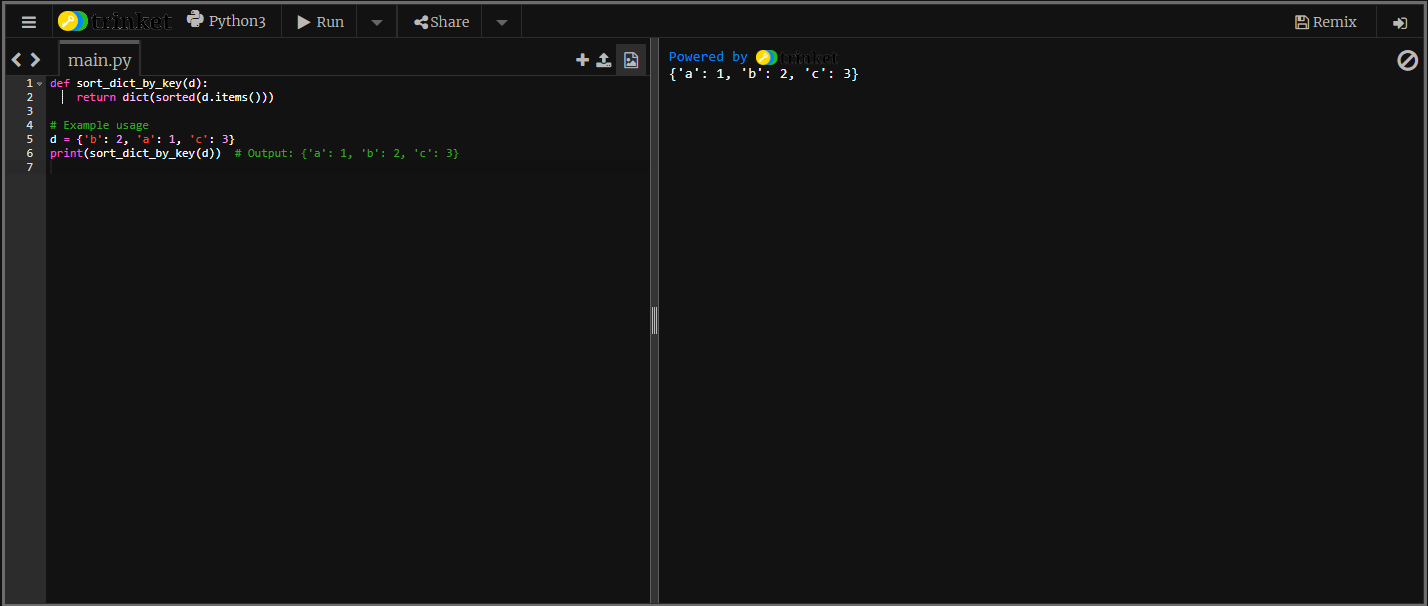 trinket Python3 Run Share Remix
main.py
1 def sort_dict_by_key(d):
2 return dict(sorted(d.items()))
3
4 # Example usage
5 d = {'b': 2, 'a': 1, 'c': 3}
6 print(sort_dict_by_key(d))  # Output: {'a': 1, 'b': 2, 'c': 3}
7
Powered by trinket
{'a': 1, 'b': 2, 'c': 3}